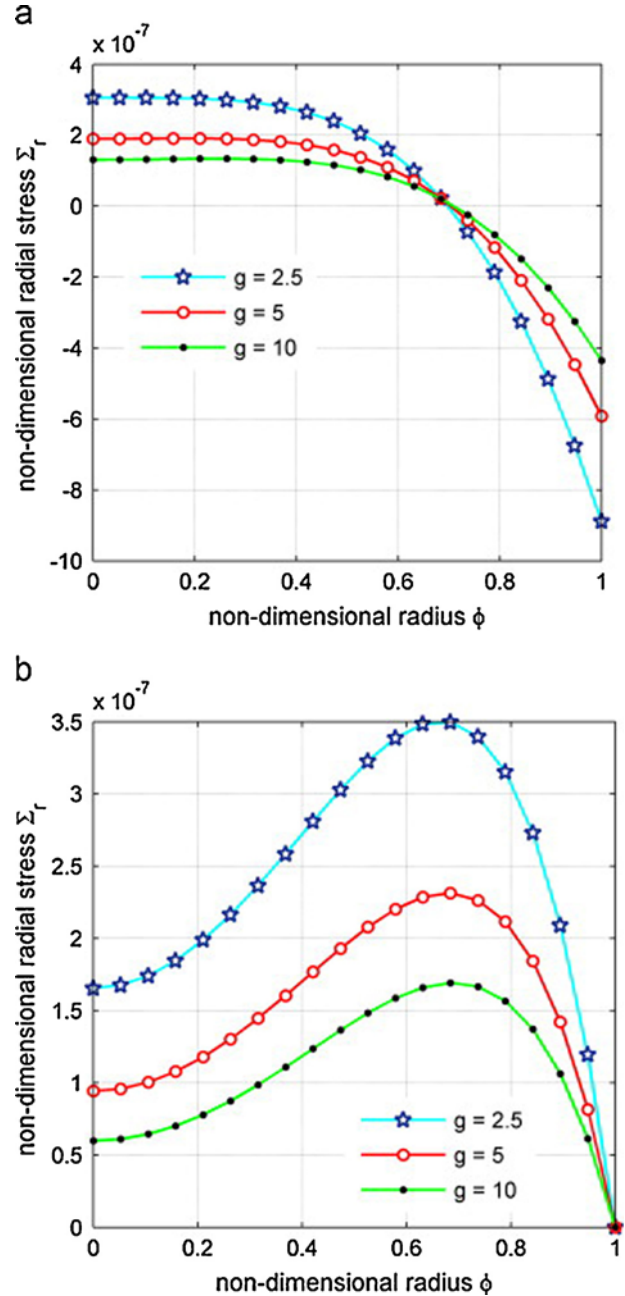 a
x 10⁻⁷
4
2
0
-2
-4
-6
-8
-10
non-dimensional radial stress Σr
g = 2.5
g = 5
g = 10
0 0.2 0.4 0.6 0.8 1
non-dimensional radius ϕ
b
x 10⁻⁷
3.5
3
2.5
2
1.5
1
0.5
0
non-dimensional radial stress Σr
g = 2.5
g = 5
g = 10
0 0.2 0.4 0.6 0.8 1
non-dimensional radius ϕ